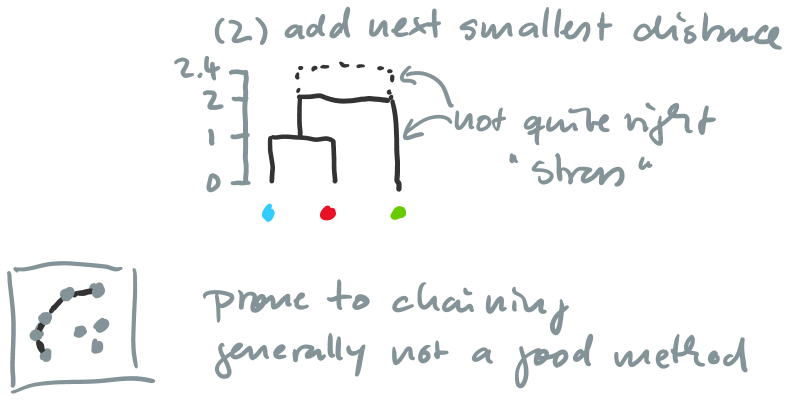 (2) add next smallest distance
2.4
2
1
0
not quite right
"stress"
prone to chaining
generally not a good method